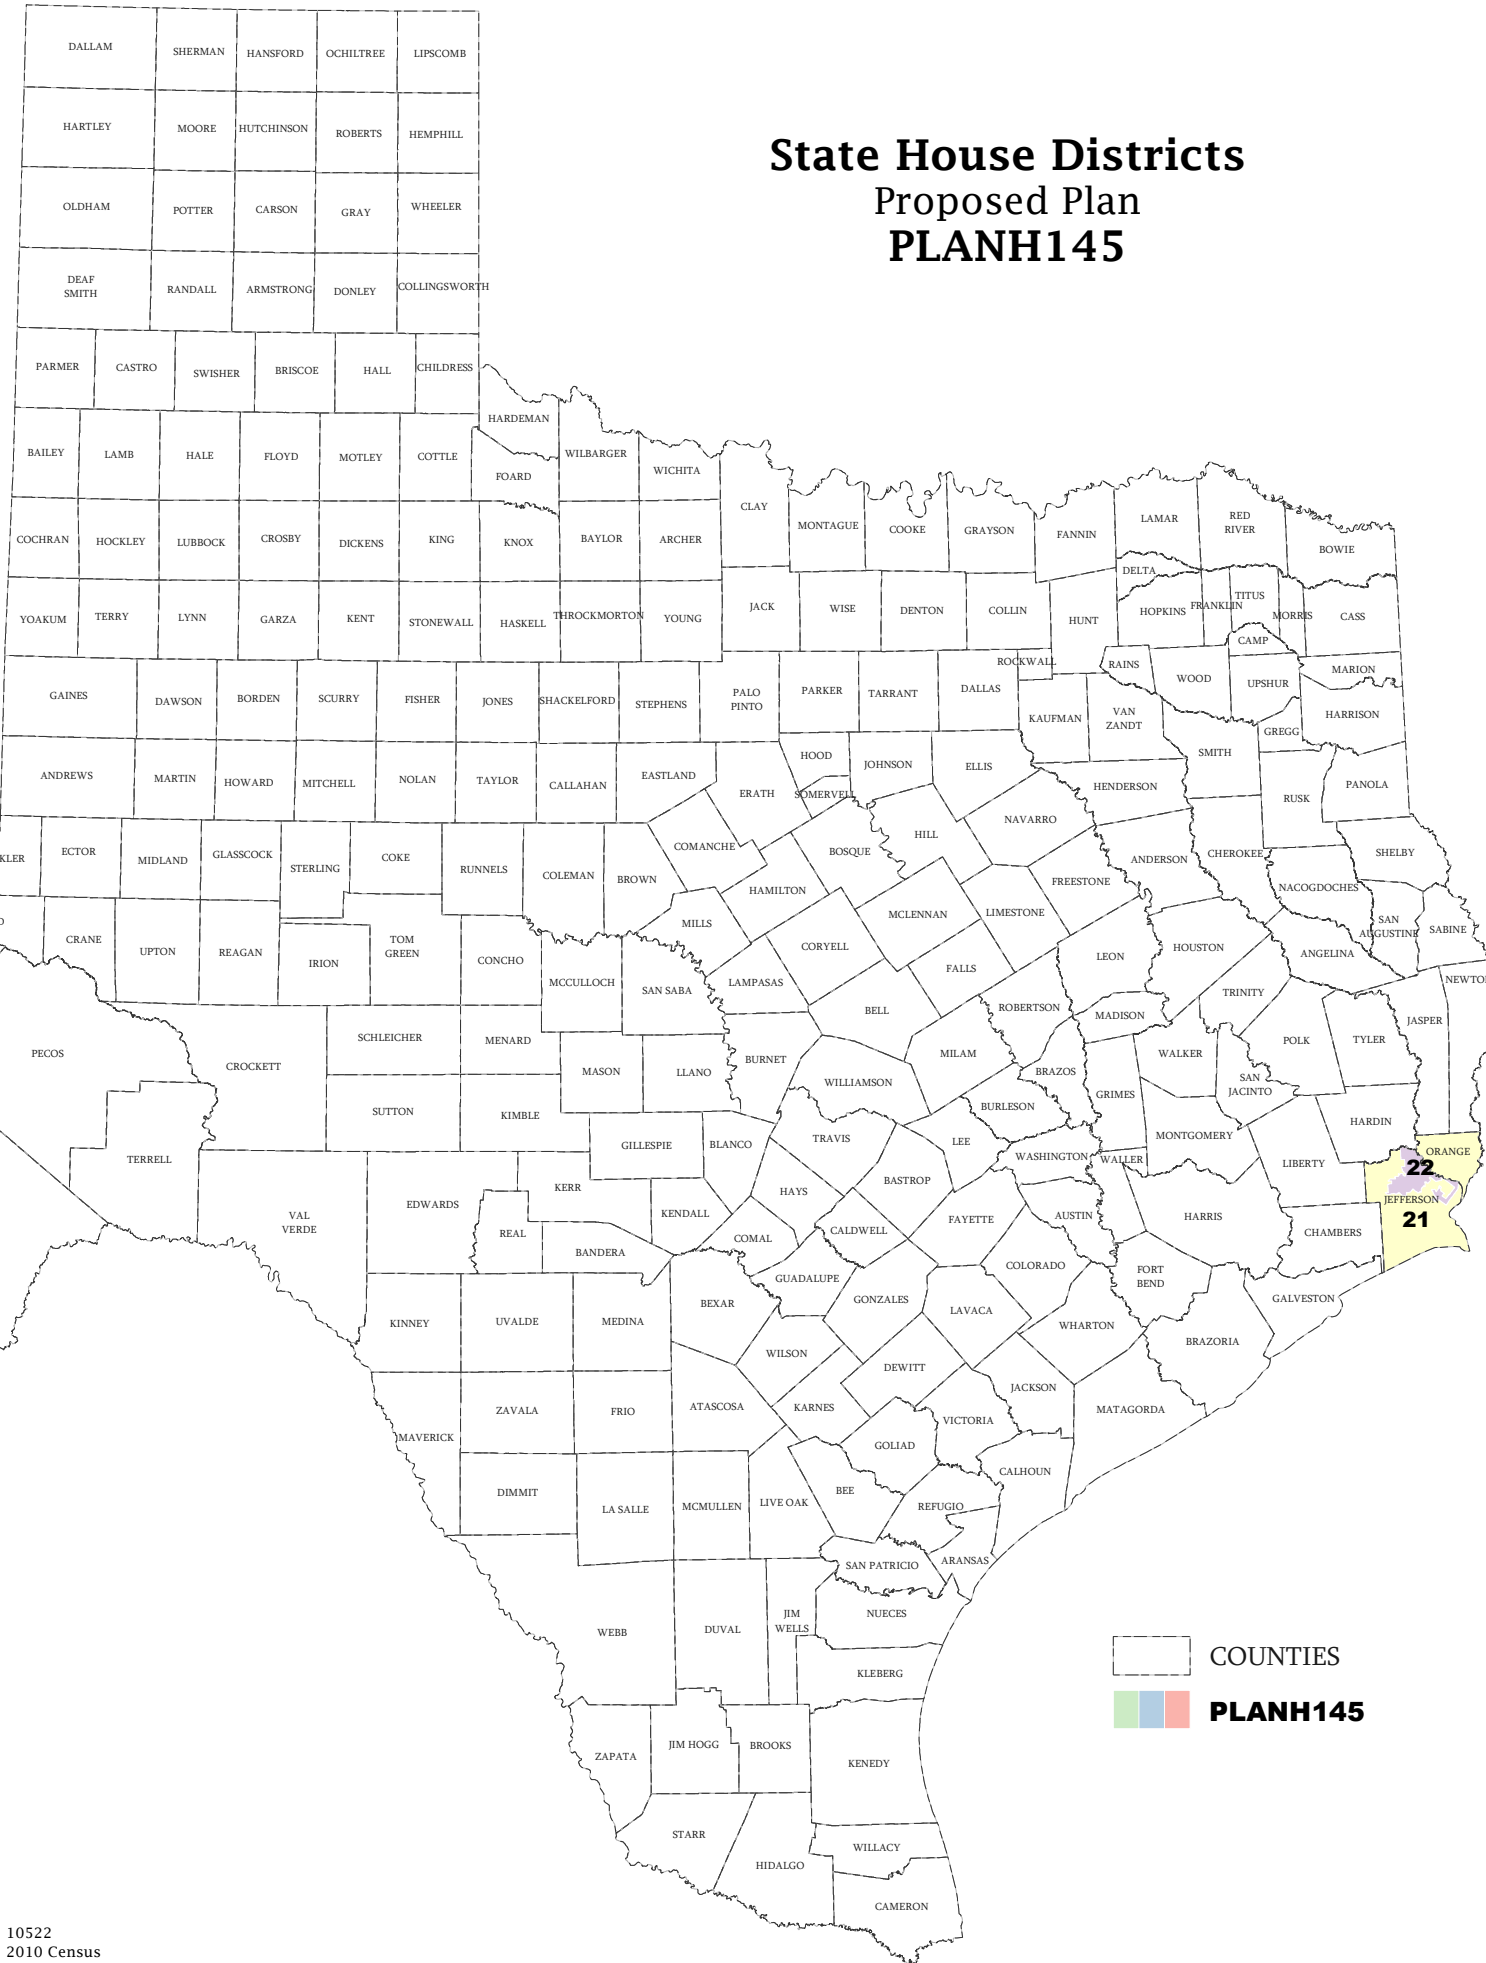 State House Districts
Proposed Plan
PLANH145
DALLAM
SHERMAN
HANSFORD
OCHILTREE
LIPSCOMB
HARTLEY
MOORE
HUTCHINSON
ROBERTS
HEMPHILL
OLDHAM
POTTER
CARSON
GRAY
WHEELER
DEAF
SMITH
RANDALL
ARMSTRONG
DONLEY
COLLINGSWORTH
PARMER
CASTRO
SWISHER
BRISCOE
HALL
CHILDRESS
HARDEMAN
BAILEY
LAMB
HALE
FLOYD
MOTLEY
COTTLE
FOARD
WILBARGER
WICHITA
CLAY
MONTAGUE
COOKE
GRAYSON
FANNIN
LAMAR
RED
RIVER
BOWIE
COCHRAN
HOCKLEY
LUBBOCK
CROSBY
DICKENS
KING
KNOX
BAYLOR
ARCHER
DELTA
YOAKUM
TERRY
LYNN
GARZA
KENT
STONEWALL
HASKELL
THROCKMORTON
YOUNG
JACK
WISE
DENTON
COLLIN
HUNT
HOPKINS
FRANKLIN
TITUS
MORRIS
CASS
CAMP
GAINES
DAWSON
BORDEN
SCURRY
FISHER
JONES
SHACKELFORD
STEPHENS
PALO
PINTO
PARKER
TARRANT
DALLAS
ROCKWALL
RAINS
WOOD
UPSHUR
MARION
KAUFMAN
VAN
ZANDT
GREGG
HARRISON
ANDREWS
MARTIN
HOWARD
MITCHELL
NOLAN
TAYLOR
CALLAHAN
EASTLAND
ERATH
HOOD
SOMERVELL
JOHNSON
ELLIS
HENDERSON
SMITH
RUSK
PANOLA
KLER
ECTOR
MIDLAND
GLASSCOCK
STERLING
COKE
RUNNELS
COLEMAN
BROWN
COMANCHE
HAMILTON
BOSQUE
HILL
NAVARRO
ANDERSON
CHEROKEE
SHELBY
FREESTONE
NACOGDOCHES
D
CRANE
UPTON
REAGAN
IRION
TOM
GREEN
CONCHO
MCCULLOCH
SAN SABA
MILLS
LAMPASAS
CORYELL
MCLENNAN
LIMESTONE
FALLS
LEON
HOUSTON
ANGELINA
SAN
AUGUSTINE
SABINE
NEWTO
PECOS
CROCKETT
SCHLEICHER
MENARD
MASON
LLANO
BURNET
BELL
WILLIAMSON
MILAM
ROBERTSON
MADISON
TRINITY
WALKER
POLK
TYLER
JASPER
BRAZOS
GRIMES
SAN
JACINTO
SUTTON
KIMBLE
BURLESON
MONTGOMERY
HARDIN
TERRELL
GILLESPIE
BLANCO
TRAVIS
LEE
WASHINGTON
WALLER
LIBERTY
ORANGE
22
JEFFERSON
21
VAL
VERDE
EDWARDS
KERR
REAL
KENDALL
BANDERA
HAYS
COMAL
BASTROP
CALDWELL
FAYETTE
AUSTIN
HARRIS
CHAMBERS
KINNEY
UVALDE
MEDINA
BEXAR
GUADALUPE
GONZALES
LAVACA
COLORADO
FORT
BEND
GALVESTON
WHARTON
BRAZORIA
WILSON
DEWITT
ZAVALA
FRIO
ATASCOSA
KARNES
JACKSON
MATAGORDA
MAVERICK
VICTORIA
GOLIAD
CALHOUN
DIMMIT
LA SALLE
MCMULLEN
LIVE OAK
BEE
REFUGIO
ARANSAS
SAN PATRICIO
WEBB
DUVAL
JIM
WELLS
NUECES
KLEBERG
ZAPATA
JIM HOGG
BROOKS
KENEDY
STARR
HIDALGO
WILLACY
CAMERON
COUNTIES
PLANH145
10522
2010 Census